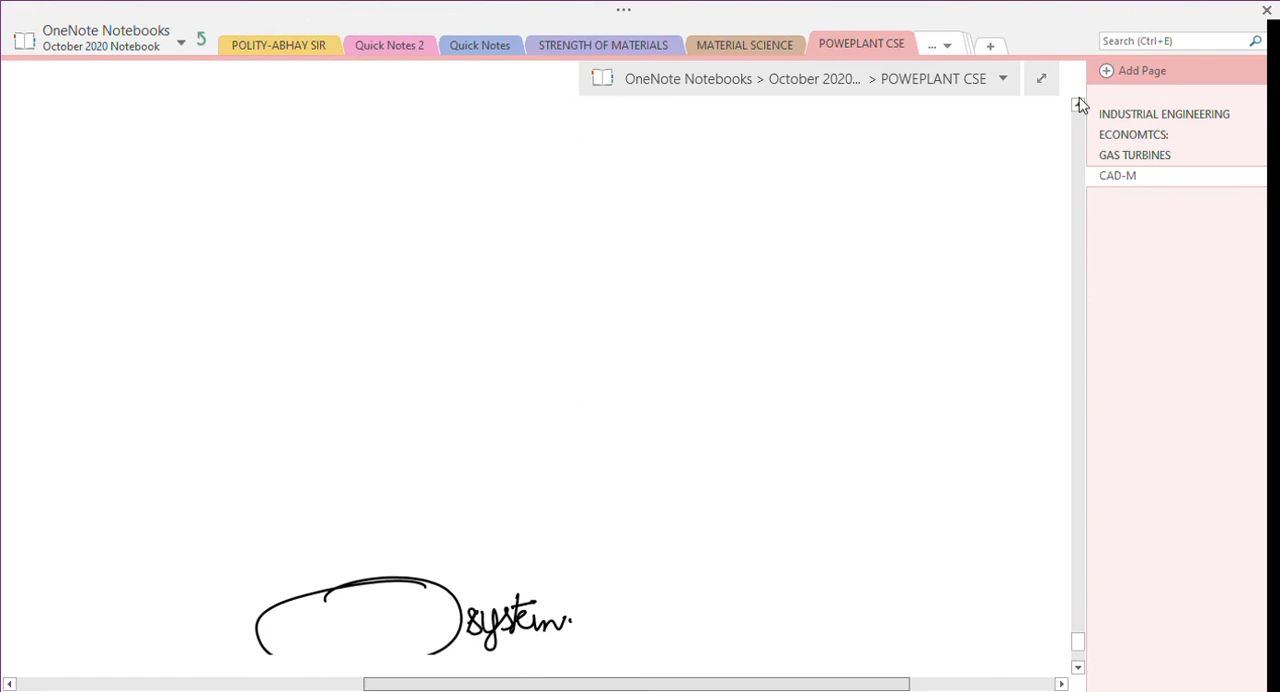 ...
OneNote Notebooks
October 2020 Notebook
POLITY-ABHAY SIR
Quick Notes 2
Quick Notes
STRENGTH OF MATERIALS
MATERIAL SCIENCE
POWEPLANT CSE
...
Search (Ctrl+E)
OneNote Notebooks > October 2020... > POWEPLANT CSE
Add Page
INDUSTRIAL ENGINEERING
ECONOMTCS:
GAS TURBINES
CAD-M
system.